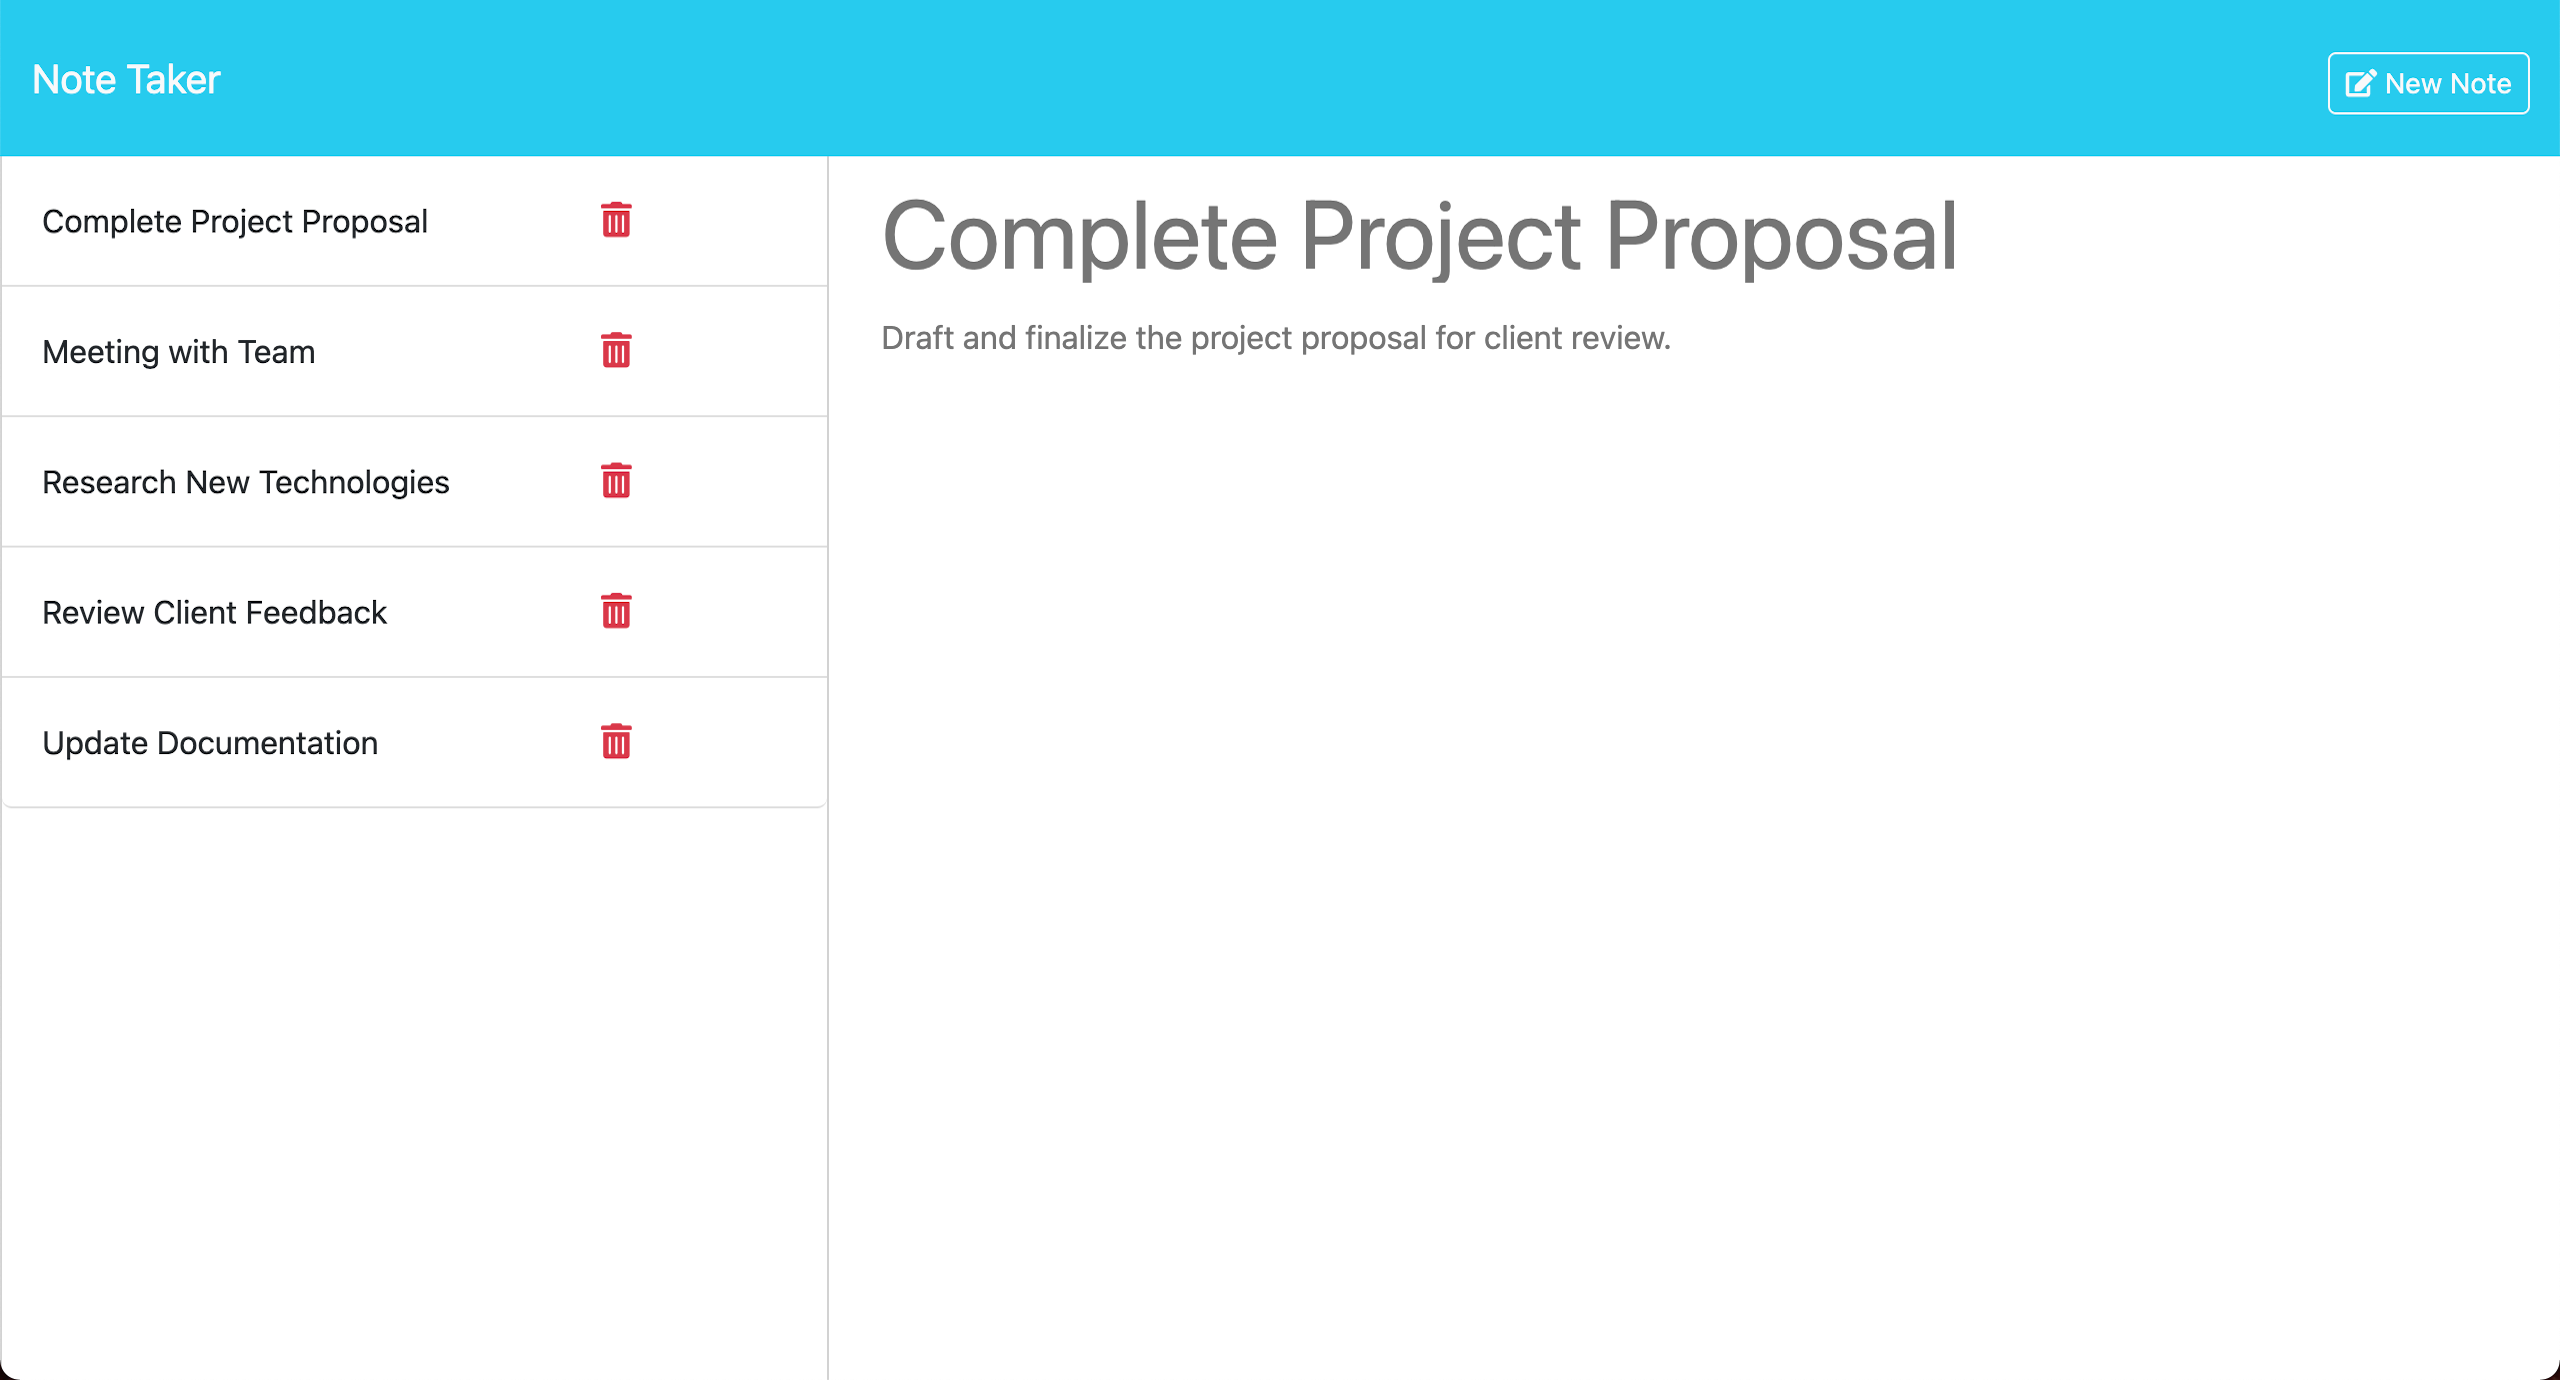 Note Taker
New Note
Complete Project Proposal
Meeting with Team
Research New Technologies
Review Client Feedback
Update Documentation
Complete Project Proposal
Draft and finalize the project proposal for client review.